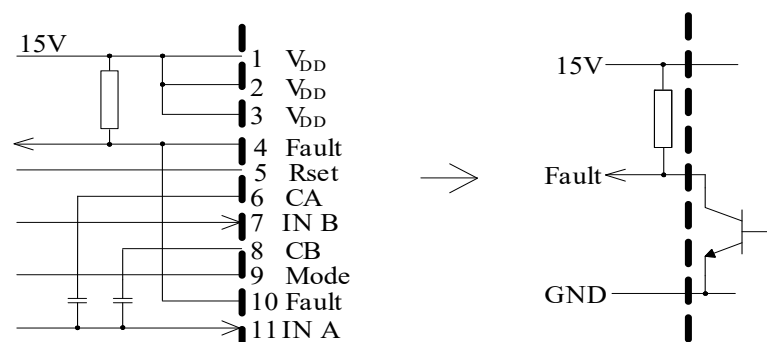 15V
1 VDD
2 VDD
3 VDD
4 Fault
5 Rset
6 CA
7 IN B
8 CB
9 Mode
10 Fault
11 IN A
15V
Fault
GND